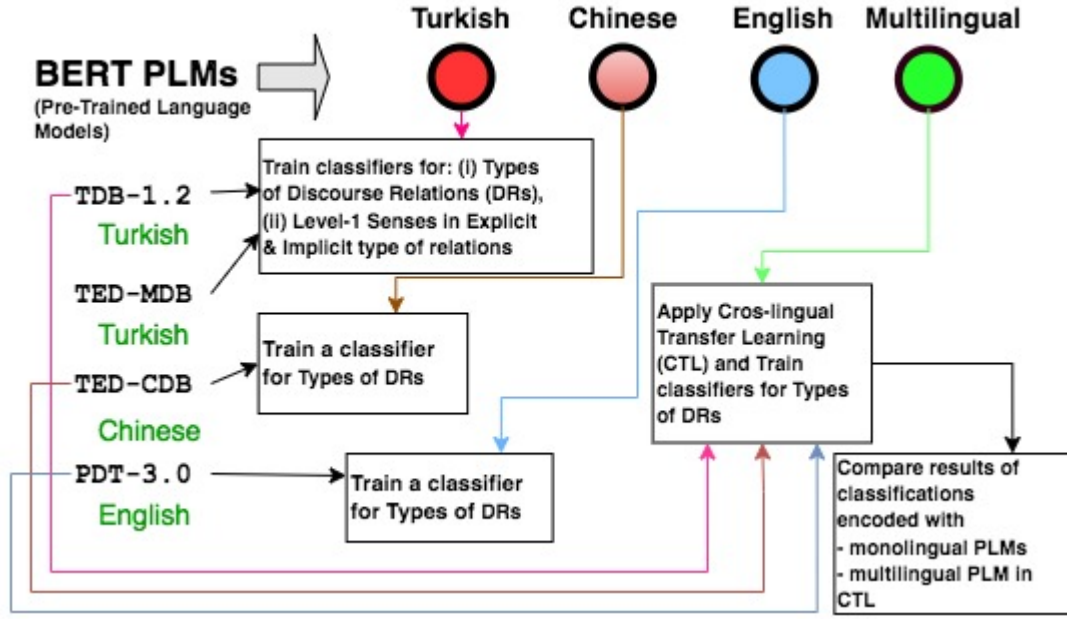 Turkish
Chinese
English
Multilingual
BERT PLMs
(Pre-Trained Language
Models)
Train classifiers for: (i) Types
of Discourse Relations (DRs),
(ii) Level-1 Senses in Explicit
& Implicit type of relations
TDB-1.2
Turkish
TED-MDB
Turkish
Train a classifier
for Types of DRs
TED-CDB
Chinese
Apply Cros-lingual
Transfer Learning
(CTL) and Train
classifiers for Types
of DRs
PDT-3.0
English
Train a classifier
for Types of DRs
Compare results of
classifications
encoded with
- monolingual PLMs
- multilingual PLM in
CTL